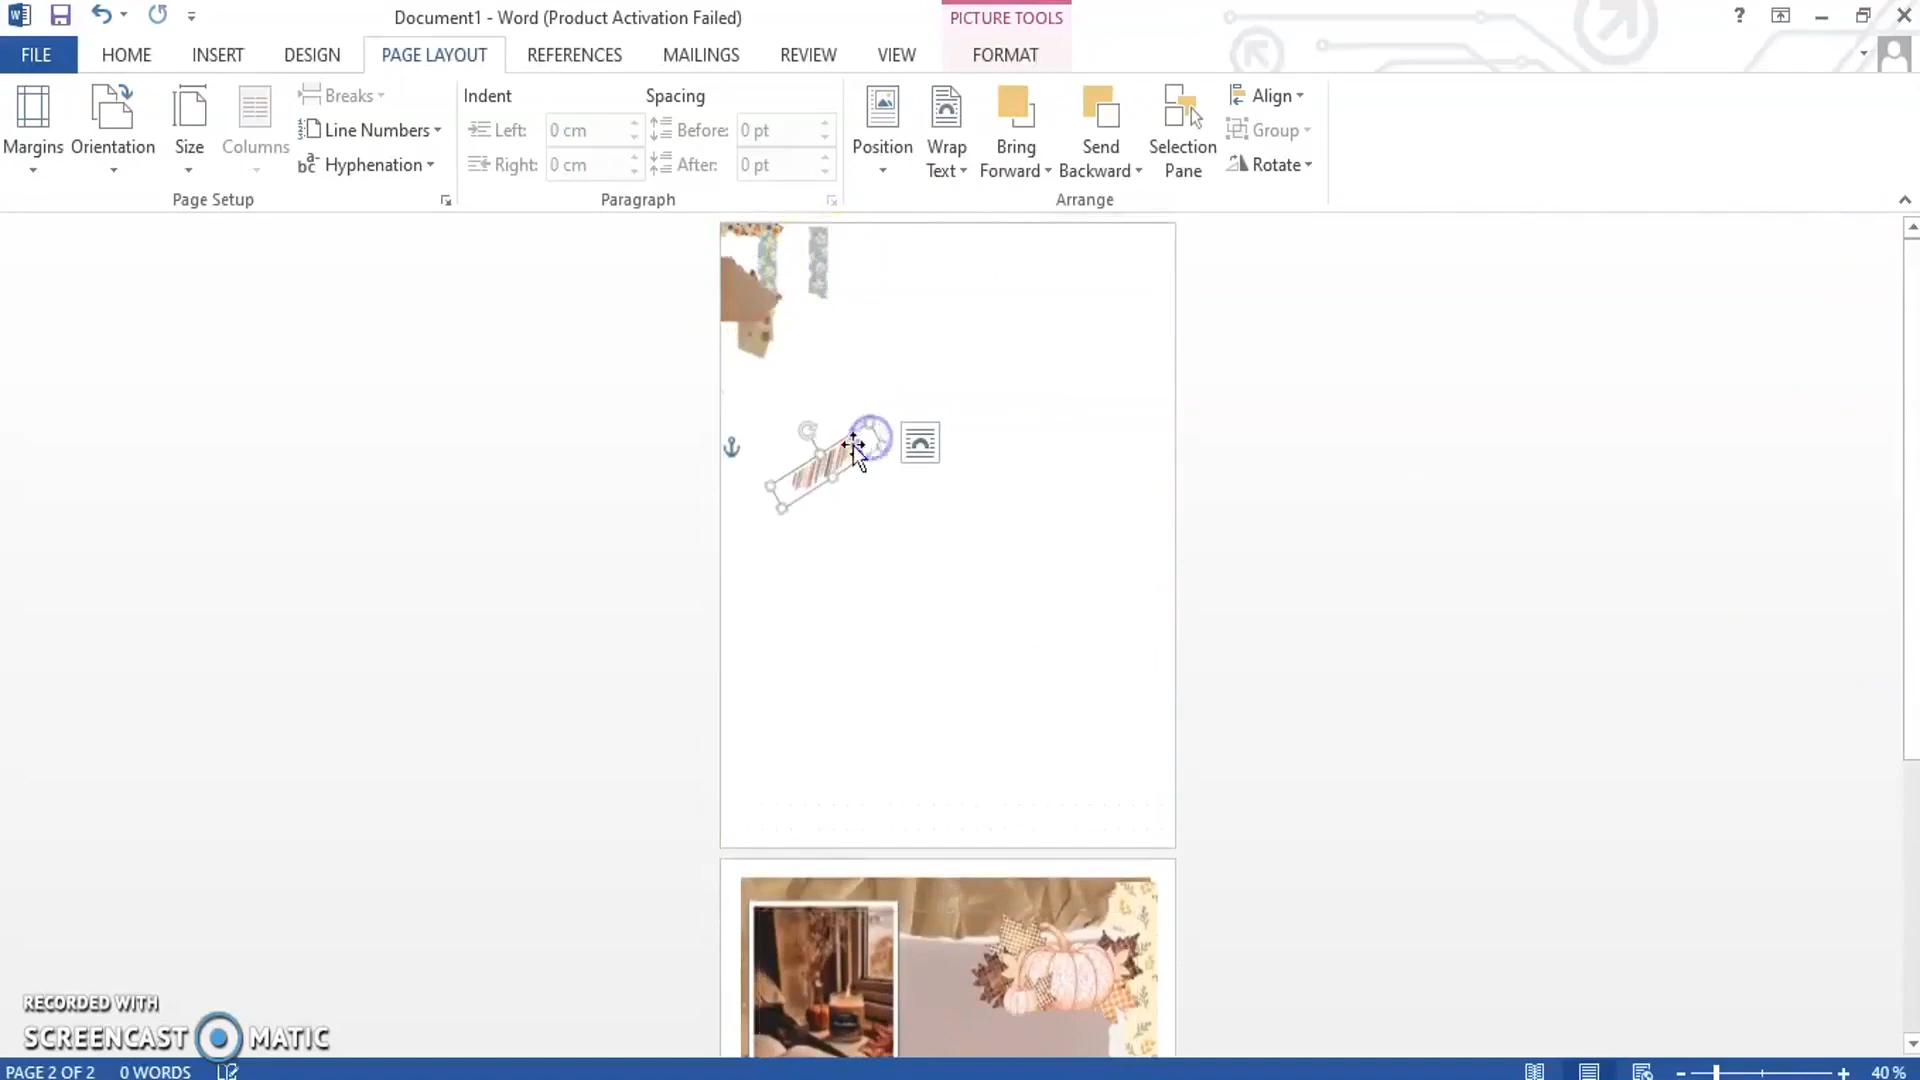 Document1 - Word (Product Activation Failed)
PICTURE TOOLS
?
FILE
HOME
INSERT
DESIGN
PAGE LAYOUT
REFERENCES
MAILINGS
REVIEW
VIEW
FORMAT
Margins
Orientation
Size
Columns
Breaks
Line Numbers
Hyphenation
Page Setup
Indent
Left: 0 cm
Right: 0 cm
Spacing
Before: 0 pt
After: 0 pt
Paragraph
Position
Wrap Text
Bring Forward
Send Backward
Selection Pane
Align
Group
Rotate
Arrange
RECORDED WITH
SCREENCAST MATIC
PAGE 2 OF 2
0 WORDS
40 %